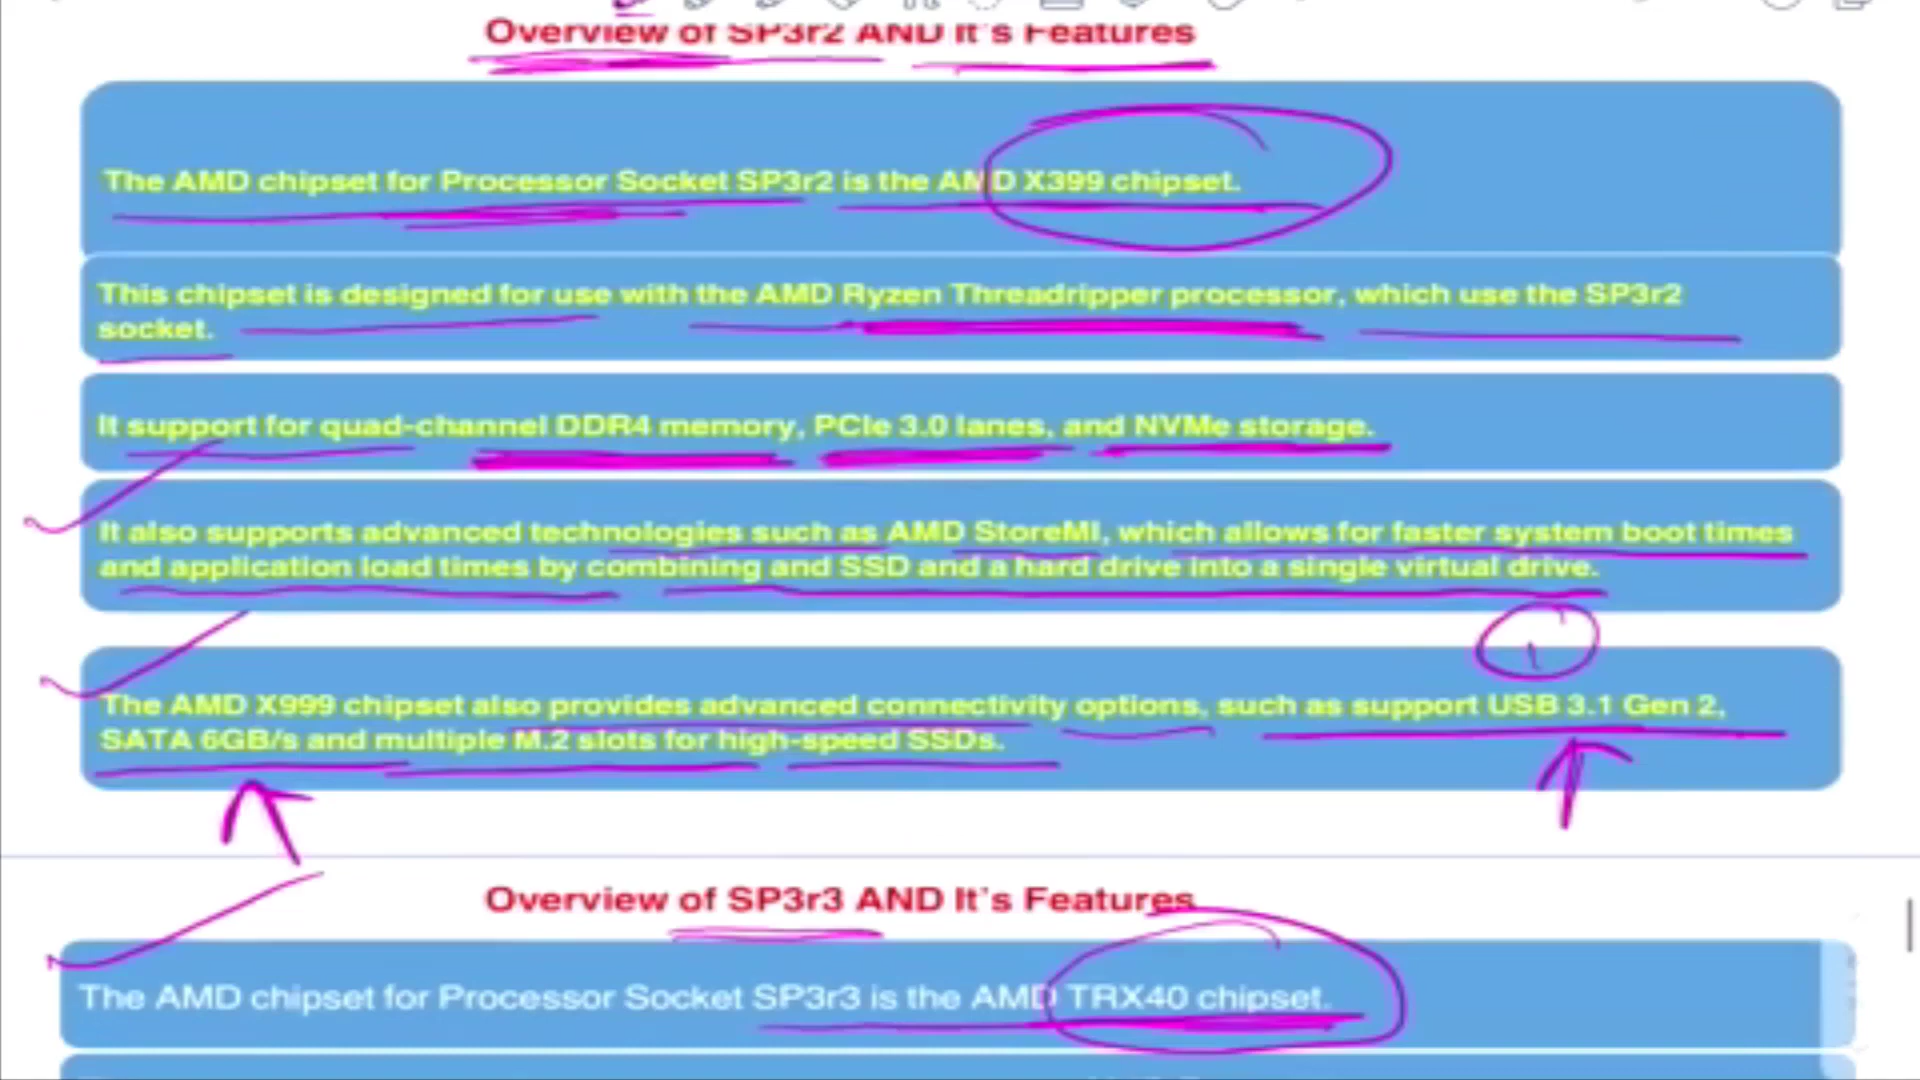 Overview of SP3r2 AND It's Features
The AMD chipset for Processor Socket SP3r2 is the AMD X399 chipset.
This chipset is designed for use with the AMD Ryzen Threadripper processor, which use the SP3r2
socket.
It support for quad-channel DDR4 memory, PCIe 3.0 lanes, and NVMe storage.
It also supports advanced technologies such as AMD StoreMI, which allows for faster system boot times
and application load times by combining and SSD and a hard drive into a single virtual drive.
The AMD X999 chipset also provides advanced connectivity options, such as support USB 3.1 Gen 2,
SATA 6GB/s and multiple M.2 slots for high-speed SSDs.
Overview of SP3r3 AND It's Features
The AMD chipset for Processor Socket SP3r3 is the AMD TRX40 chipset.